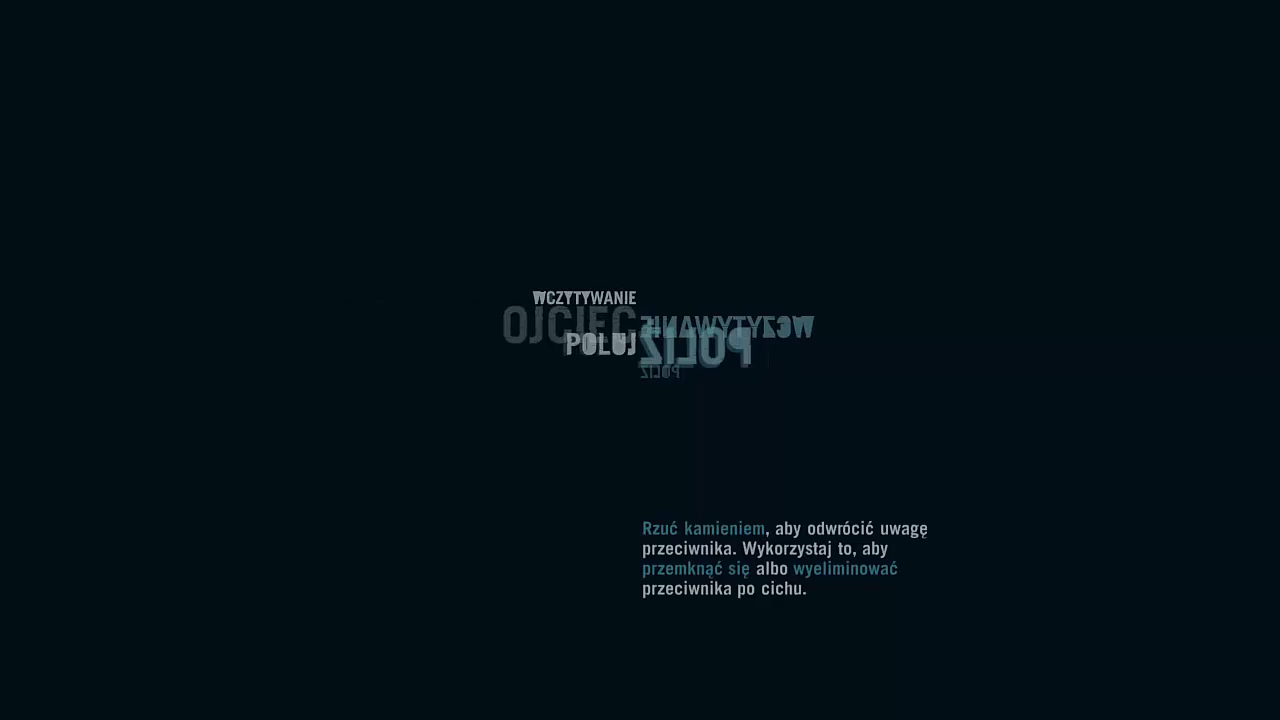 WCZYTYWANIE
OJCIEC
WCZYTYWANIE
POLUJ
POLIZ
POLIZ
Rzuć kamieniem, aby odwrócić uwagę
przeciwnika. Wykorzystaj to, aby
przemknąć się albo wyeliminować
przeciwnika po cichu.